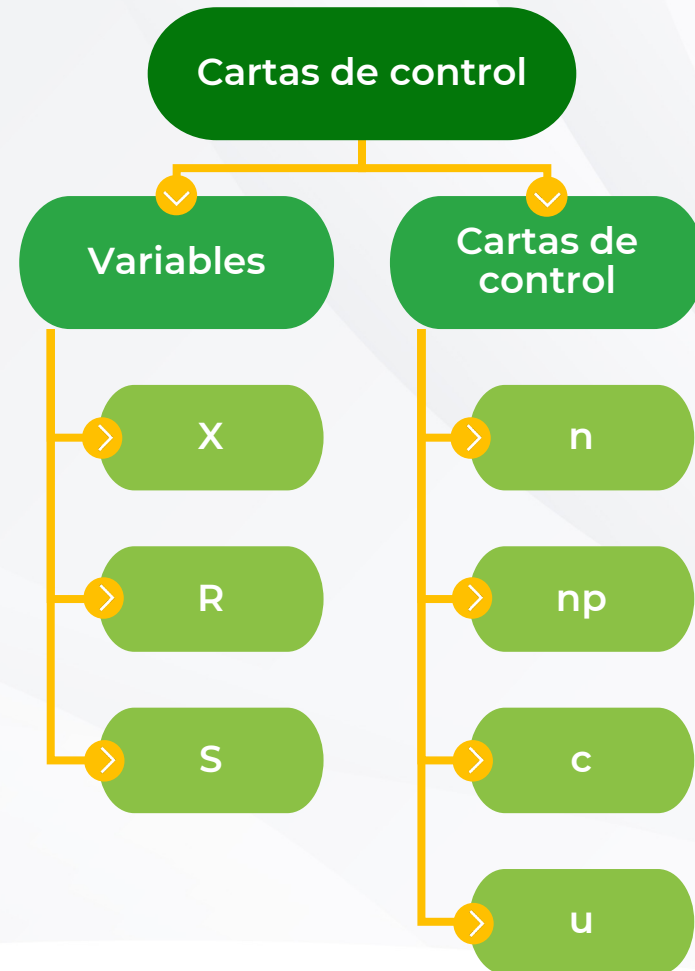 Cartas de control
Variables
Cartas de
control
X
n
R
np
S
c
u